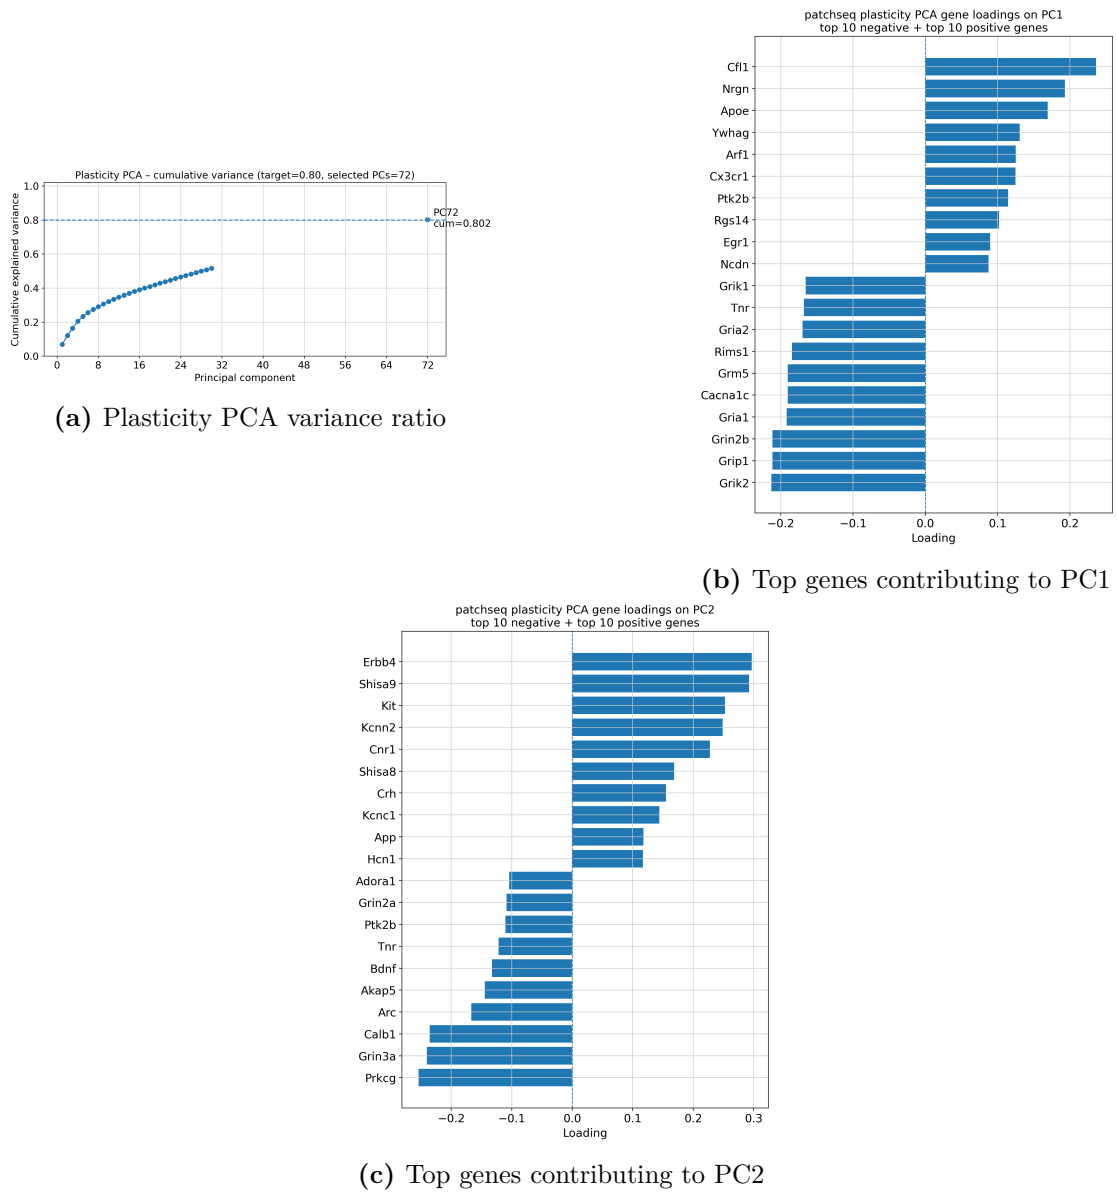 Plasticity PCA – cumulative variance (target=0.80, selected PCs=72)
Cumulative explained variance
1.0
0.8
0.6
0.4
0.2
0.0
PC72
cum=0.802
0 8 16 24 32 40 48 56 64 72
Principal component
(a) Plasticity PCA variance ratio
patchseq plasticity PCA gene loadings on PC1
top 10 negative + top 10 positive genes
Cfl1
Nrgn
Apoe
Ywhag
Arf1
Cx3cr1
Ptk2b
Rgs14
Egr1
Ncdn
Grik1
Tnr
Gria2
Rims1
Grm5
Cacna1c
Gria1
Grin2b
Grip1
Grik2
−0.2 −0.1 0.0 0.1 0.2
Loading
(b) Top genes contributing to PC1
patchseq plasticity PCA gene loadings on PC2
top 10 negative + top 10 positive genes
Erbb4
Shisa9
Kit
Kcnn2
Cnr1
Shisa8
Crh
Kcnc1
App
Hcn1
Adora1
Grin2a
Ptk2b
Tnr
Bdnf
Akap5
Arc
Calb1
Grin3a
Prkcg
−0.2 −0.1 0.0 0.1 0.2 0.3
Loading
(c) Top genes contributing to PC2